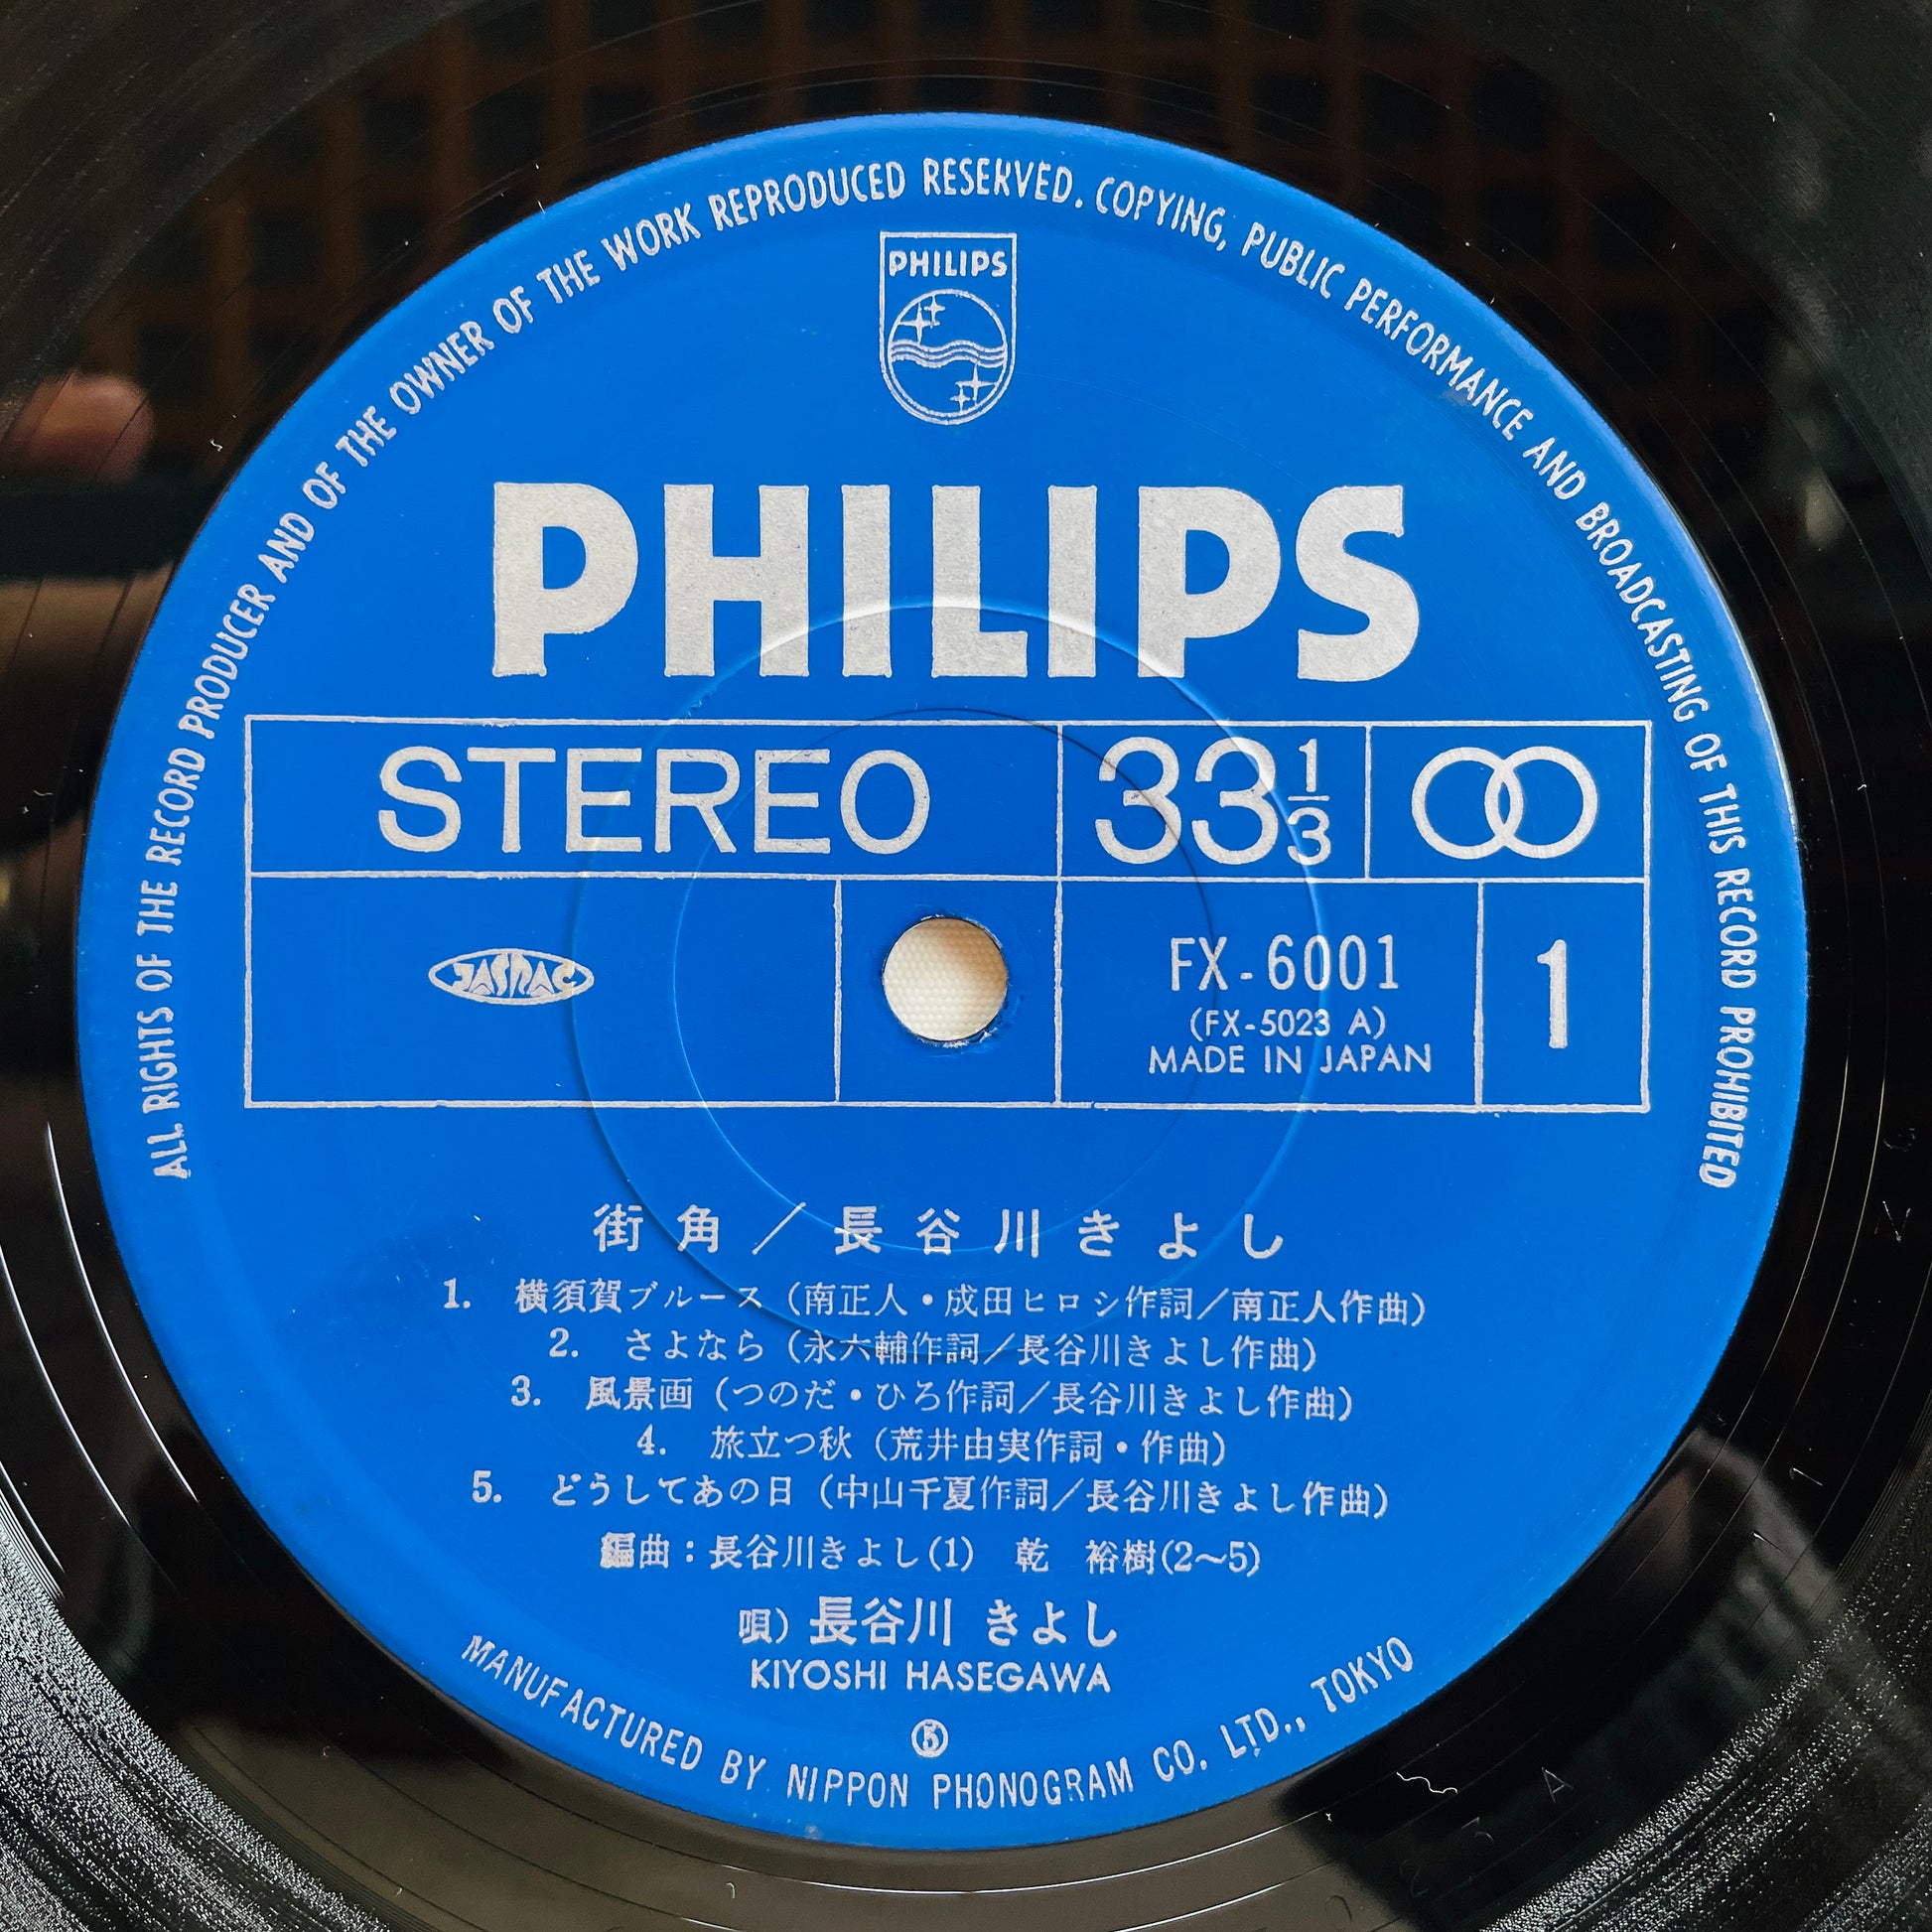 ALL RIGHTS OF THE RECORD PRODUCER AND OF THE OWNER OF THE WORK REPRODUCED RESERVED. COPYING, PUBLIC PERFORMANCE AND BROADCASTING OF THIS RECORD PROHIBITED
PHILIPS
PHILIPS
STEREO 33 1/3
JASRAC
FX-6001
(FX-5023 A)
MADE IN JAPAN
1
街角／長谷川きよし
1. 横須賀ブルース（南正人・成田ヒロシ作詞／南正人作曲）
2. さよなら（永六輔作詞／長谷川きよし作曲）
3. 風景画（つのだ・ひろ作詞／長谷川きよし作曲）
4. 旅立つ秋（荒井由実作詞・作曲）
5. どうしてあの日（中山千夏作詞／長谷川きよし作曲）
編曲：長谷川きよし(1)　乾　裕樹(2〜5)
唄）長谷川 きよし
KIYOSHI HASEGAWA
MANUFACTURED BY NIPPON PHONOGRAM CO. LTD., TOKYO